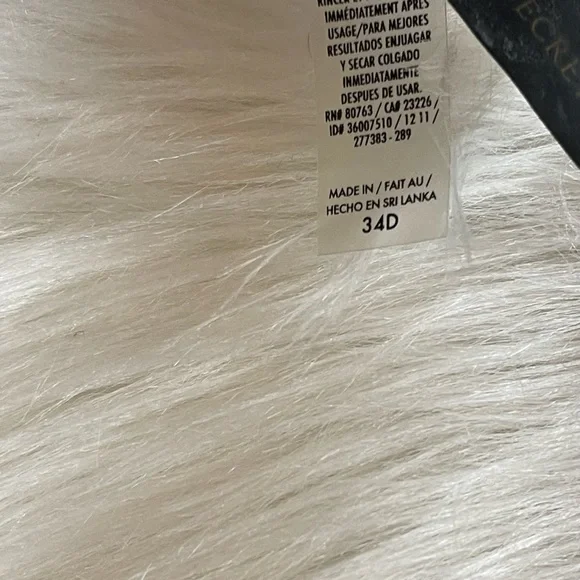 IMMÉDIATEMENT APRÈS
USAGE/PARA MEJORES
RESULTADOS ENJUAGAR
Y SECAR COLGADO
INMEDIATAMENTE
DESPUES DE USAR.
RN# 80763 / CA# 23226 /
ID# 36007510 / 12 11 /
277383 - 289
MADE IN / FAIT AU /
HECHO EN SRI LANKA
34D
ECRE